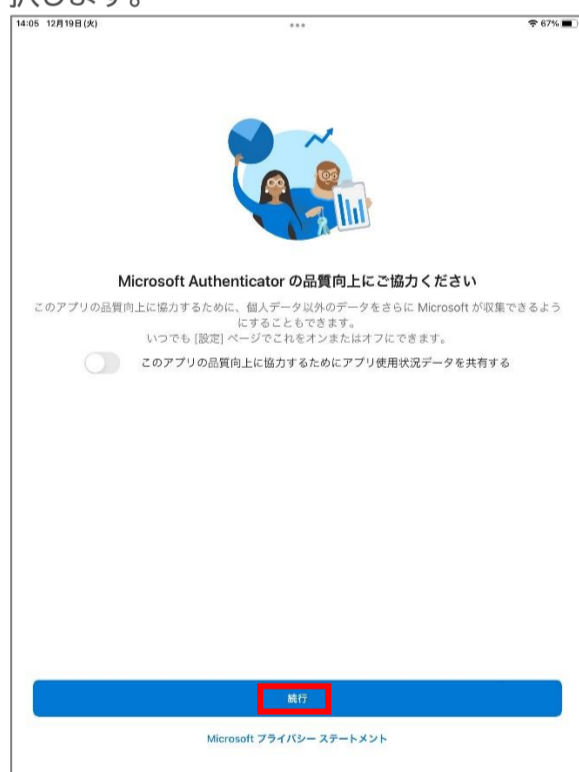 択します。
14:05 12月19日(火)
67%
Microsoft Authenticator の品質向上にご協力ください
このアプリの品質向上に協力するために、個人データ以外のデータをさらに Microsoft が収集できるよう
にすることもできます。
いつでも [設定] ページでこれをオンまたはオフにできます。
このアプリの品質向上に協力するためにアプリ使用状況データを共有する
続行
Microsoft プライバシー ステートメント